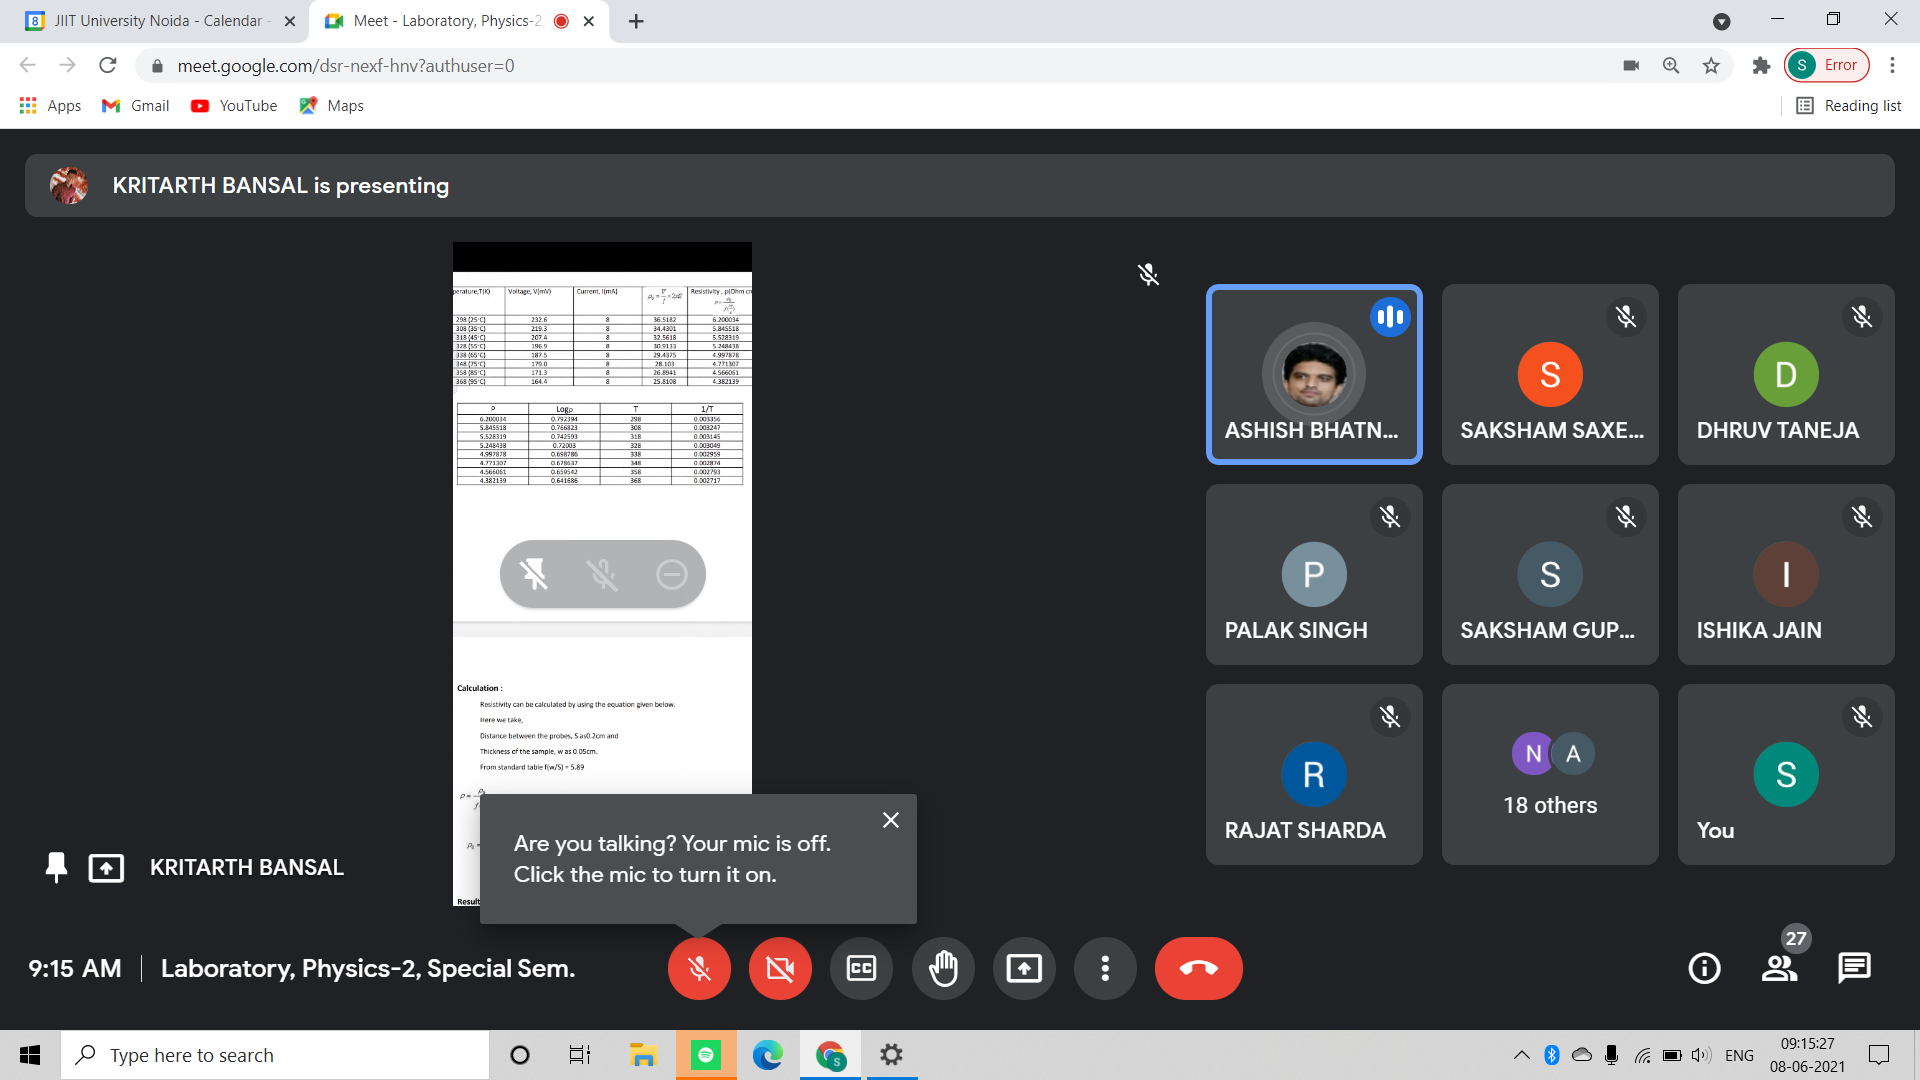 JIIT University Noida - Calendar -
Meet - Laboratory, Physics-2
meet.google.com/dsr-nexf-hnv?authuser=0
S Error
Apps Gmail YouTube Maps
Reading list
KRITARTH BANSAL is presenting
perature,T(K) Voltage, V(mV) Current, I(mA) Resistivity , ρ(Ohm cm
298 (25°C) 232.6 8 36.5182 6.200034
308 (35°C) 219.3 8 34.4301 5.845518
318 (45°C) 207.4 8 32.5618 5.528319
328 (55°C) 196.9 8 30.9133 5.248438
338 (65°C) 187.5 8 29.4375 4.997878
348 (75°C) 179.0 8 28.103 4.771307
358 (85°C) 171.3 8 26.8941 4.566061
368 (95°C) 164.4 8 25.8108 4.382139
ρ Logρ T 1/T
6.200034 0.792394 298 0.003356
5.845518 0.766823 308 0.003247
5.528319 0.742593 318 0.003145
5.248438 0.72003 328 0.003049
4.997878 0.698786 338 0.002959
4.771307 0.678637 348 0.002874
4.566061 0.659542 358 0.002793
4.382139 0.641686 368 0.002717
Calculation :
Resistivity can be calculated by using the equation given below.
Here we take,
Distance between the probes, S as0.2cm and
Thickness of the sample, w as 0.05cm.
From standard table f(w/S) = 5.89
Result
Are you talking? Your mic is off.
Click the mic to turn it on.
KRITARTH BANSAL
ASHISH BHATN...
S
SAKSHAM SAXE...
D
DHRUV TANEJA
P
PALAK SINGH
S
SAKSHAM GUP...
I
ISHIKA JAIN
R
RAJAT SHARDA
N A
18 others
S
You
9:15 AM Laboratory, Physics-2, Special Sem.
CC
27
Type here to search
ENG
09:15:27
08-06-2021